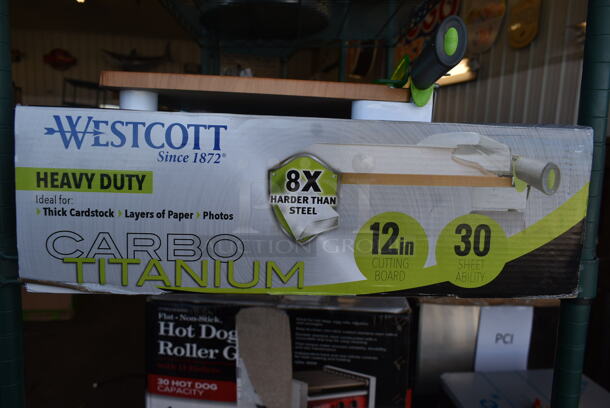 WESTCOTT
Since 1872®
HEAVY DUTY
Ideal for:
› Thick Cardstock › Layers of Paper › Photos
CARBO
TITANIUM
8X
HARDER THAN
STEEL
12in
CUTTING
BOARD
30
SHEET
ABILITY
Flat • Non-Stick
Hot Dog
Roller G
30 HOT DOG
CAPACITY
PCI